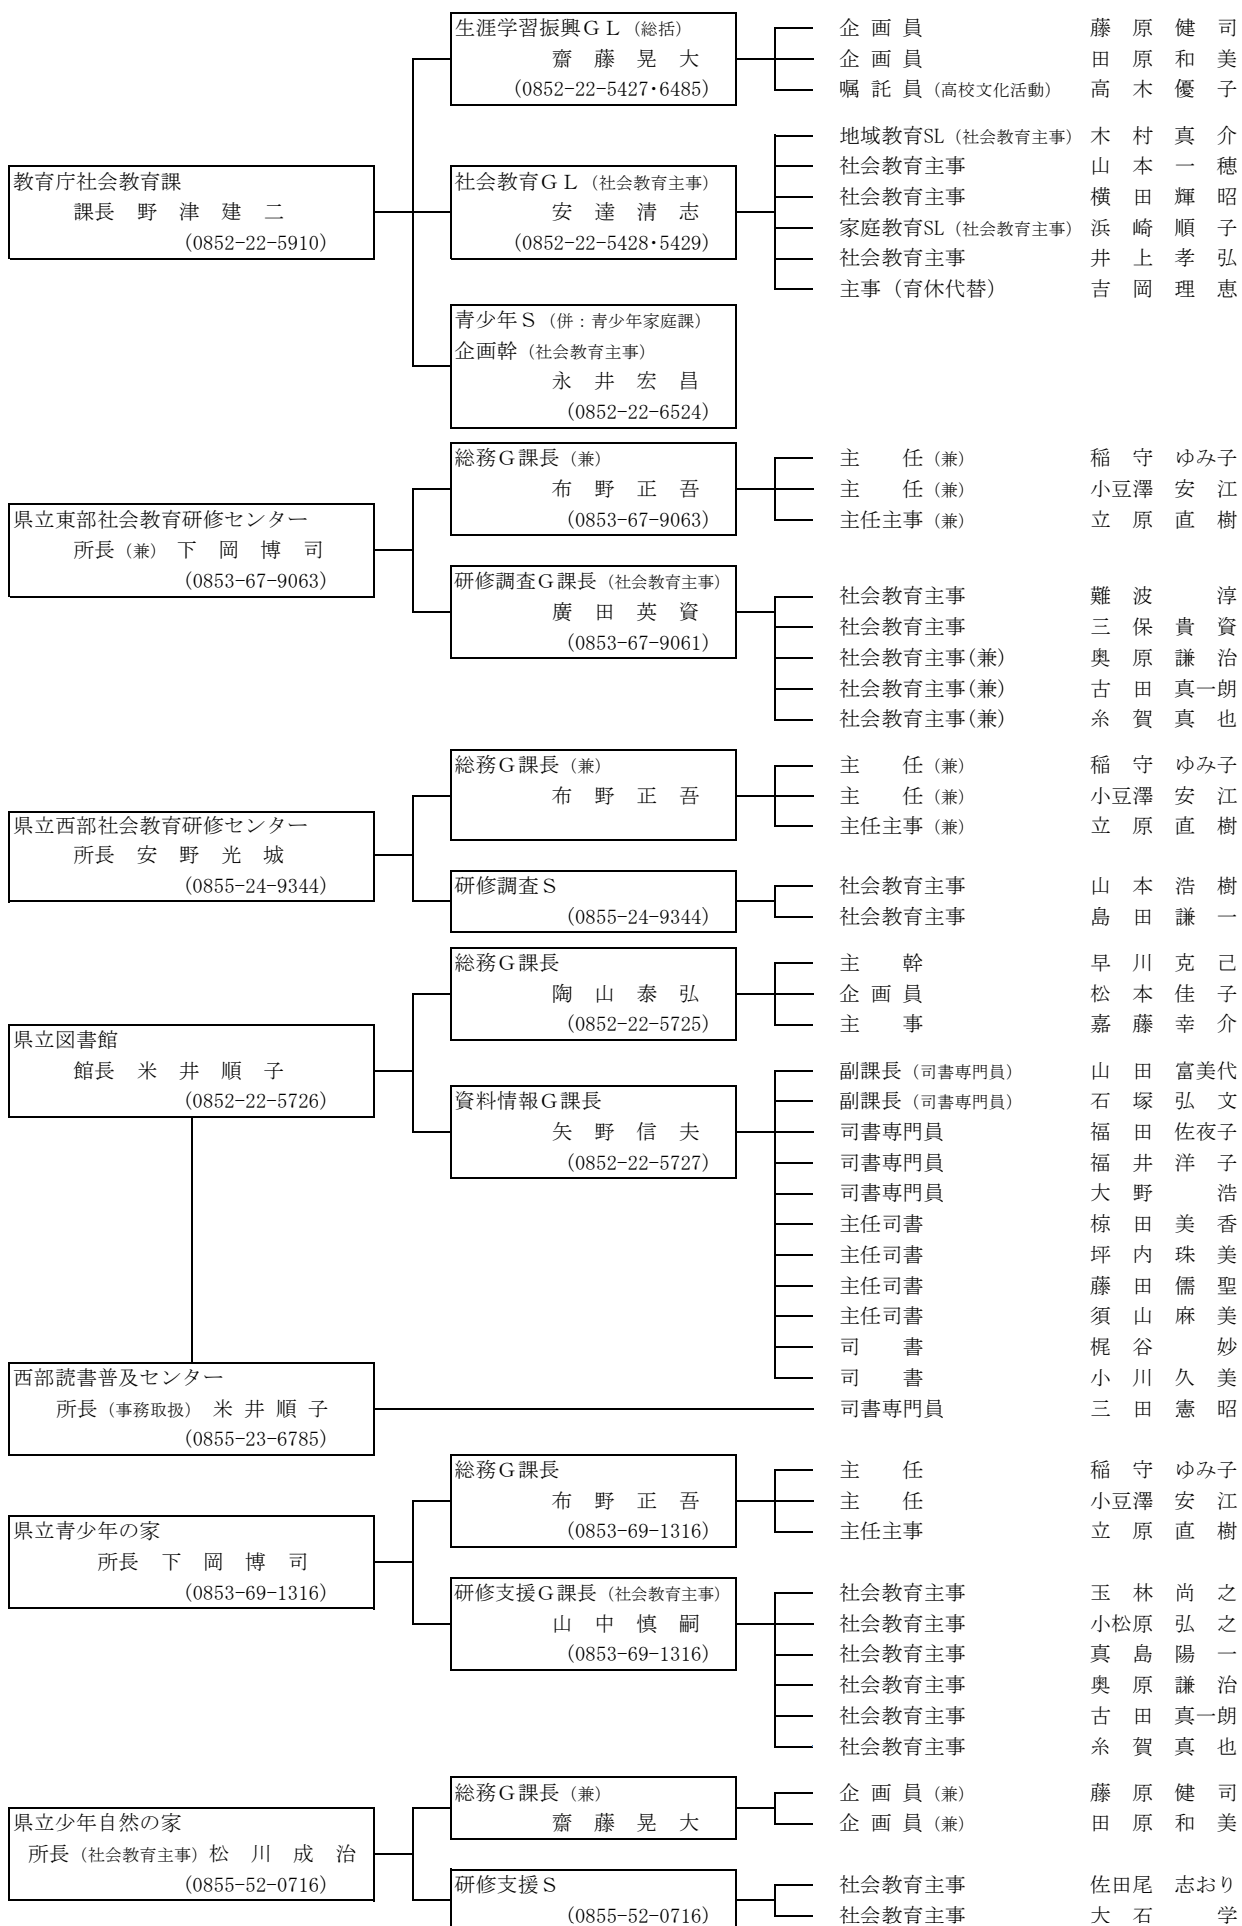 生涯学習振興ＧＬ（総括）
齋藤晃大
(0852-22-5427・6485)
企画員 藤原健司
企画員 田原和美
嘱託員（高校文化活動） 高木優子
教育庁社会教育課
課長 野津建二
(0852-22-5910)
社会教育ＧＬ（社会教育主事）
安達清志
(0852-22-5428・5429)
地域教育SL（社会教育主事） 木村真介
社会教育主事 山本一穂
社会教育主事 横田輝昭
家庭教育SL（社会教育主事） 浜崎順子
社会教育主事 井上孝弘
主事（育休代替） 吉岡理恵
青少年Ｓ（併：青少年家庭課）
企画幹（社会教育主事）
永井宏昌
(0852-22-6524)
県立東部社会教育研修センター
所長（兼） 下岡博司
(0853-67-9063)
総務Ｇ課長（兼）
布野正吾
(0853-67-9063)
主任（兼） 稲守ゆみ子
主任（兼） 小豆澤安江
主任主事（兼） 立原直樹
研修調査Ｇ課長（社会教育主事）
廣田英資
(0853-67-9061)
社会教育主事 難波淳
社会教育主事 三保貴資
社会教育主事(兼) 奥原謙治
社会教育主事(兼) 古田真一朗
社会教育主事(兼) 糸賀真也
県立西部社会教育研修センター
所長 安野光城
(0855-24-9344)
総務Ｇ課長（兼）
布野正吾
主任（兼） 稲守ゆみ子
主任（兼） 小豆澤安江
主任主事（兼） 立原直樹
研修調査Ｓ
(0855-24-9344)
社会教育主事 山本浩樹
社会教育主事 島田謙一
県立図書館
館長 米井順子
(0852-22-5726)
総務Ｇ課長
陶山泰弘
(0852-22-5725)
主幹 早川克己
企画員 松本佳子
主事 嘉藤幸介
資料情報Ｇ課長
矢野信夫
(0852-22-5727)
副課長（司書専門員） 山田富美代
副課長（司書専門員） 石塚弘文
司書専門員 福田佐夜子
司書専門員 福井洋子
司書専門員 大野浩
主任司書 椋田美香
主任司書 坪内珠美
主任司書 藤田儒聖
主任司書 須山麻美
司書 梶谷妙
司書 小川久美
西部読書普及センター
所長（事務取扱） 米井順子
(0855-23-6785)
司書専門員 三田憲昭
県立青少年の家
所長 下岡博司
(0853-69-1316)
総務Ｇ課長
布野正吾
(0853-69-1316)
主任 稲守ゆみ子
主任 小豆澤安江
主任主事 立原直樹
研修支援Ｇ課長（社会教育主事）
山中慎嗣
(0853-69-1316)
社会教育主事 玉林尚之
社会教育主事 小松原弘之
社会教育主事 真島陽一
社会教育主事 奥原謙治
社会教育主事 古田真一朗
社会教育主事 糸賀真也
県立少年自然の家
所長（社会教育主事）松川成治
(0855-52-0716)
総務Ｇ課長（兼）
齋藤晃大
企画員（兼） 藤原健司
企画員（兼） 田原和美
研修支援Ｓ
(0855-52-0716)
社会教育主事 佐田尾志おり
社会教育主事 大石学